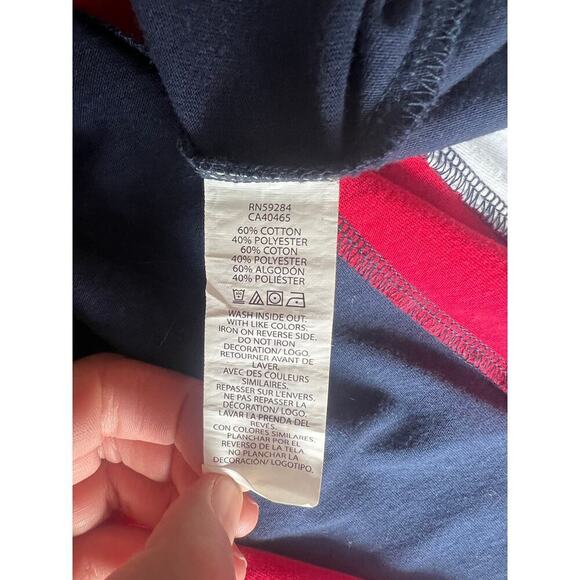 RN59284
CA40465
60% COTTON
40% POLYESTER
60% COTON
40% POLYESTER
60% ALGODÓN
40% POLIÉSTER
WASH INSIDE OUT.
WITH LIKE COLORS.
IRON ON REVERSE SIDE.
DO NOT IRON
DECORATION/ LOGO.
RETOURNER AVANT DE
LAVER.
AVEC DES COULEURS
SIMILAIRES.
REPASSER SUR L'ENVERS.
NE PAS REPASSER LA
DÉCORATION/ LOGO.
LAVAR LA PRENDA DEL
REVÉS.
CON COLORES SIMILARES.
PLANCHAR POR EL
REVERSO DE LA TELA
NO PLANCHAR LA
DECORACIÓN/ LOGOTIPO.